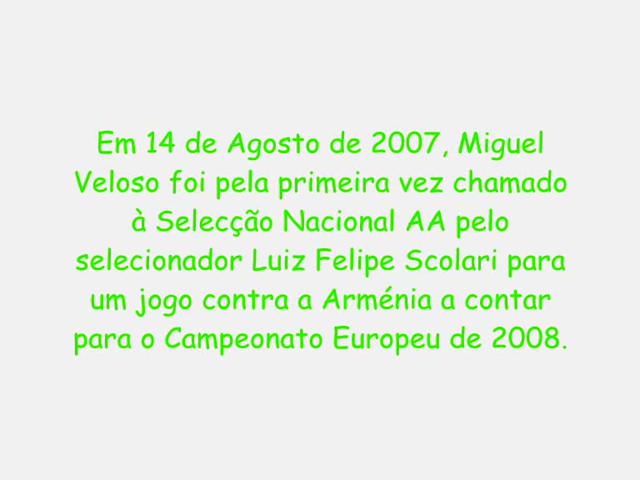 Em 14 de Agosto de 2007, Miguel
Veloso foi pela primeira vez chamado
à Selecção Nacional AA pelo
selecionador Luiz Felipe Scolari para
um jogo contra a Arménia a contar
para o Campeonato Europeu de 2008.